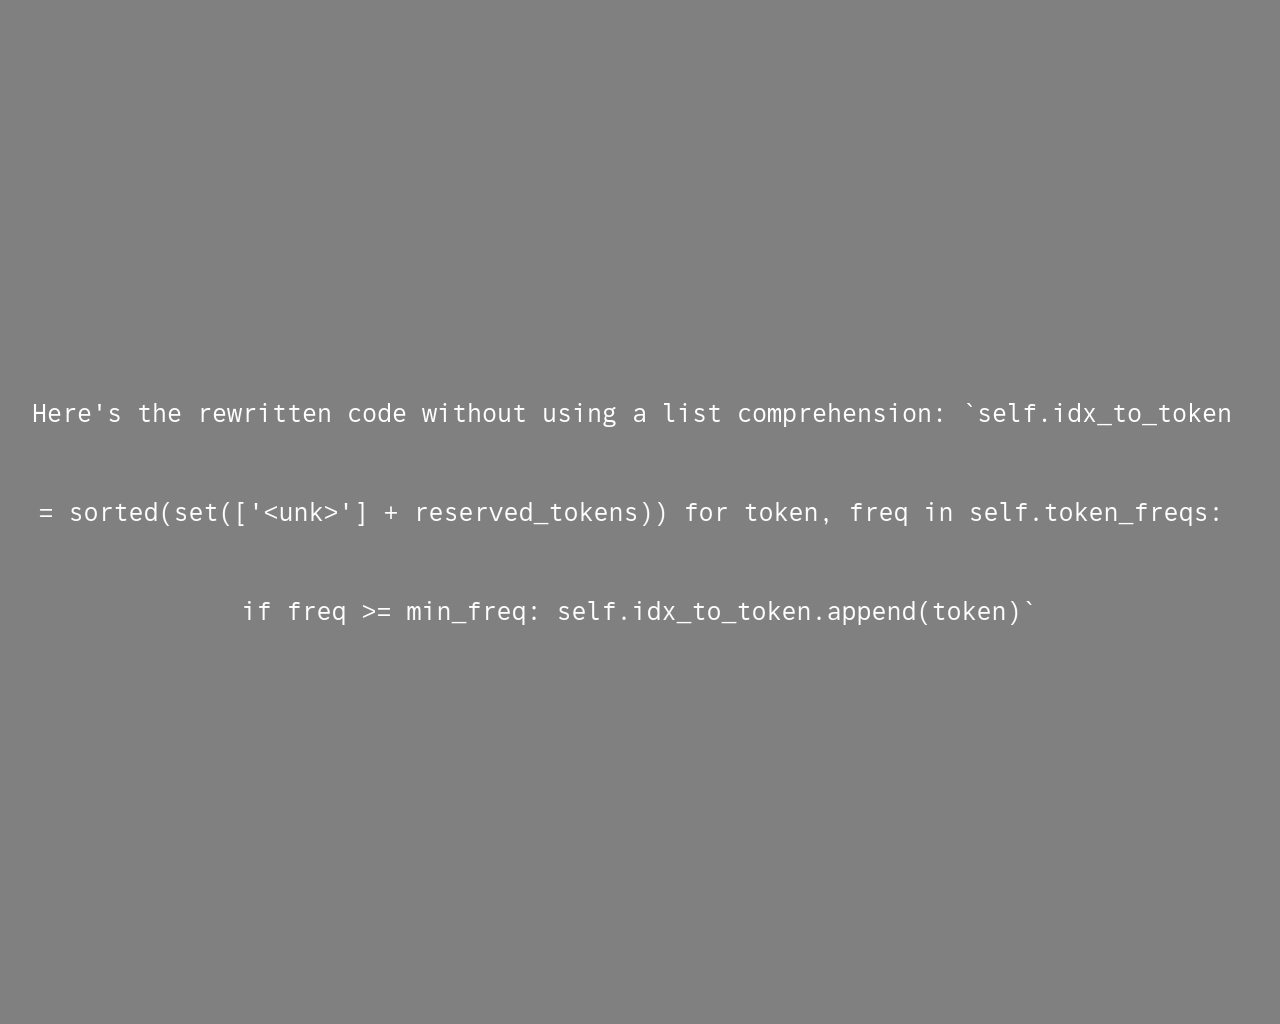 Here's the rewritten code without using a list comprehension: `self.idx_to_token
= sorted(set(['<unk>'] + reserved_tokens)) for token, freq in self.token_freqs:
if freq >= min_freq: self.idx_to_token.append(token)`